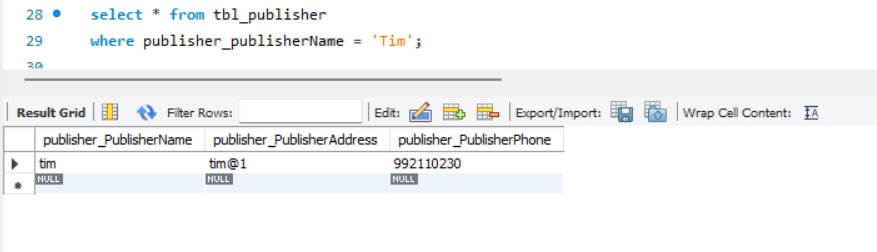 28 select * from tbl_publisher
29 where publisher_publisherName = 'Tim';
30
Result Grid Filter Rows: Edit: Export/Import: Wrap Cell Content: IA
publisher_PublisherName publisher_PublisherAddress publisher_PublisherPhone
tim tim@1 992110230
NULL NULL NULL